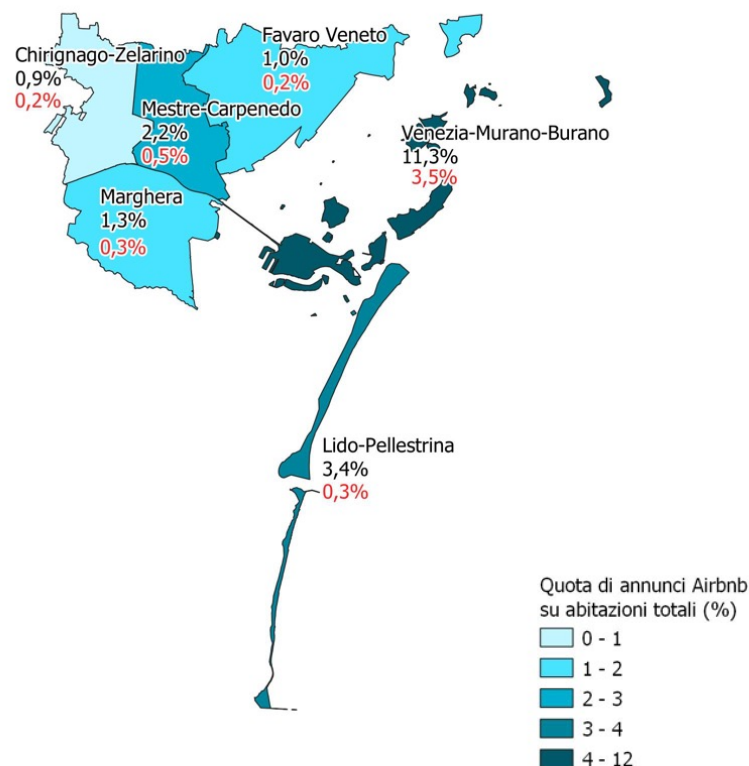 Favaro Veneto
1,0%
0,2%
Chirignago-Zelarino
0,9%
0,2%
Mestre-Carpenedo
2,2%
0,5%
Venezia-Murano-Burano
11,3%
3,5%
Marghera
1,3%
0,3%
Lido-Pellestrina
3,4%
0,3%
Quota di annunci Airbnb
su abitazioni totali (%)
0 - 1
1 - 2
2 - 3
3 - 4
4 - 12